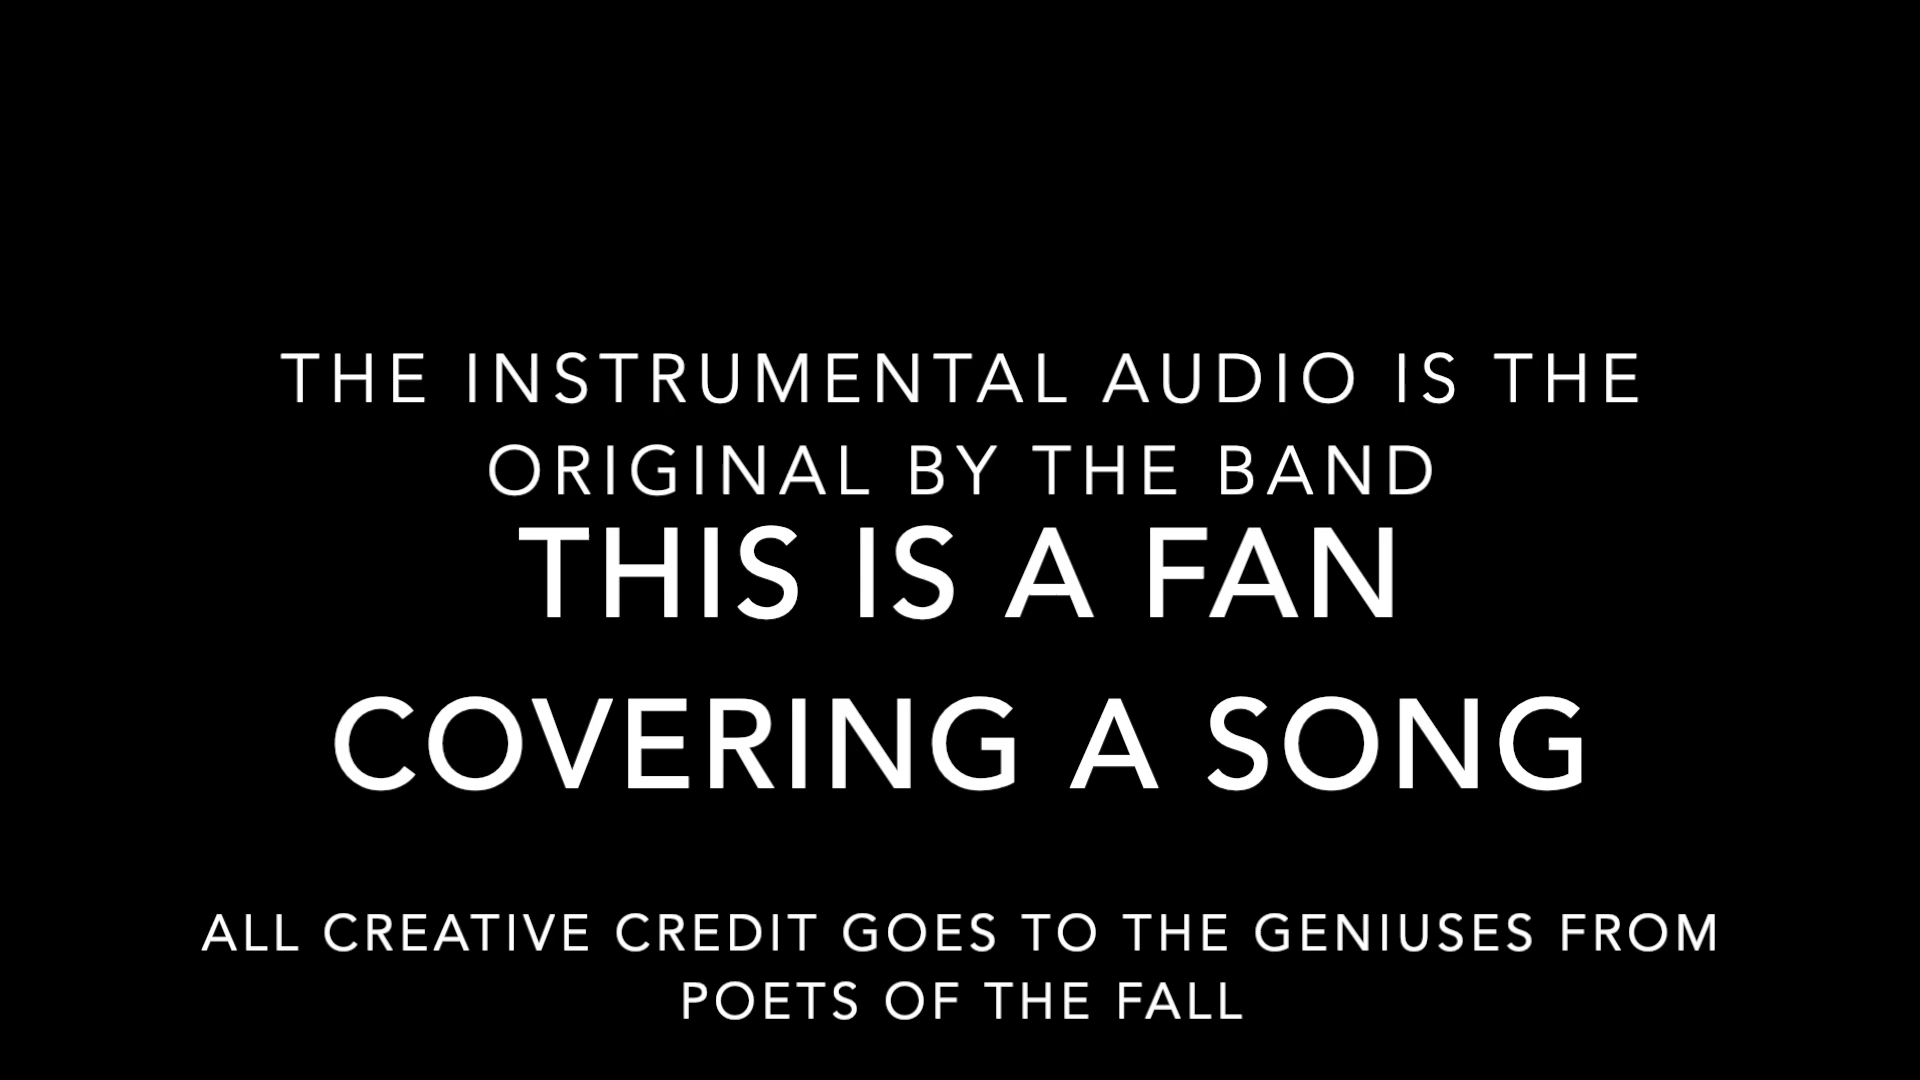 THE INSTRUMENTAL AUDIO IS THE
ORIGINAL BY THE BAND
THIS IS A FAN
COVERING A SONG
ALL CREATIVE CREDIT GOES TO THE GENIUSES FROM
POETS OF THE FALL